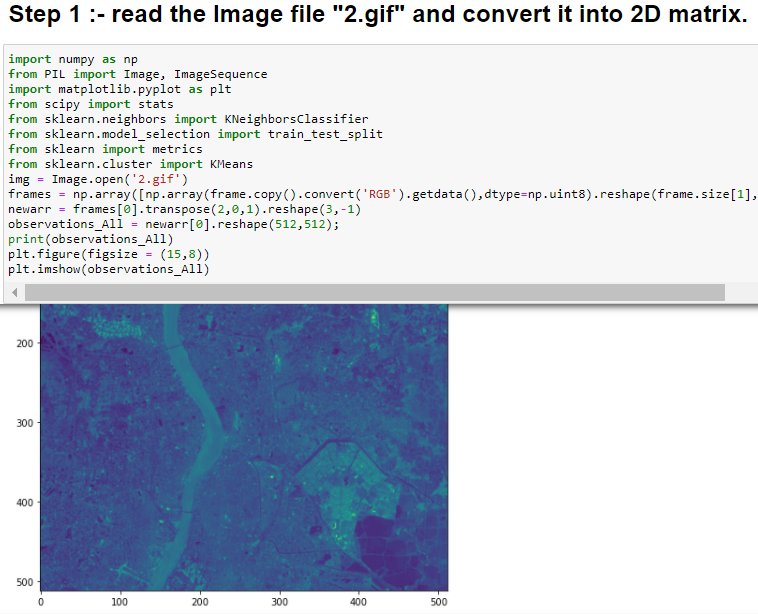 Step 1 :- read the Image file "2.gif" and convert it into 2D matrix.
import numpy as np
from PIL import Image, ImageSequence
import matplotlib.pyplot as plt
from scipy import stats
from sklearn.neighbors import KNeighborsClassifier
from sklearn.model_selection import train_test_split
from sklearn import metrics
from sklearn.cluster import KMeans
img = Image.open('2.gif')
frames = np.array([np.array(frame.copy().convert('RGB').getdata(),dtype=np.uint8).reshape(frame.size[1],
newarr = frames[0].transpose(2,0,1).reshape(3,-1)
observations_All = newarr[0].reshape(512,512);
print(observations_All)
plt.figure(figsize = (15,8))
plt.imshow(observations_All)
200
300
400
500
0 100 200 300 400 500